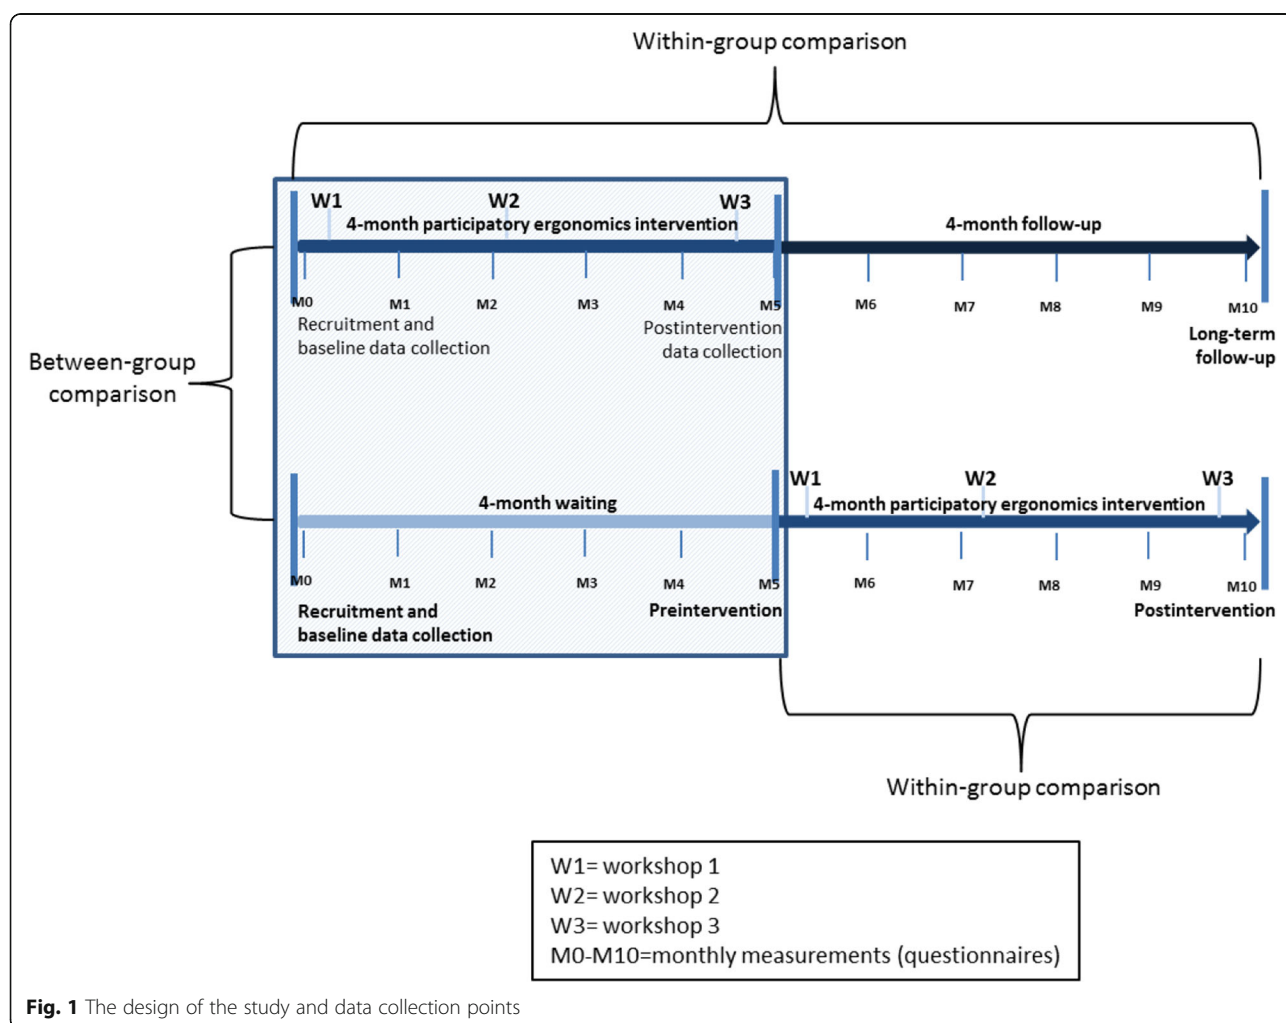 Within-group comparison
W1
W2
W3
4-month participatory ergonomics intervention
4-month follow-up
M0
M1
M2
M3
M4
M5
M6
M7
M8
M9
M10
Recruitment and
baseline data collection
Postintervention
data collection
Long-term
follow-up
Between-group
comparison
W1
W2
W3
4-month waiting
4-month participatory ergonomics intervention
M0
M1
M2
M3
M4
M5
M6
M7
M8
M9
M10
Recruitment and
baseline data collection
Preintervention
Postintervention
Within-group comparison
W1= workshop 1
W2= workshop 2
W3= workshop 3
M0-M10=monthly measurements (questionnaires)
Fig. 1 The design of the study and data collection points